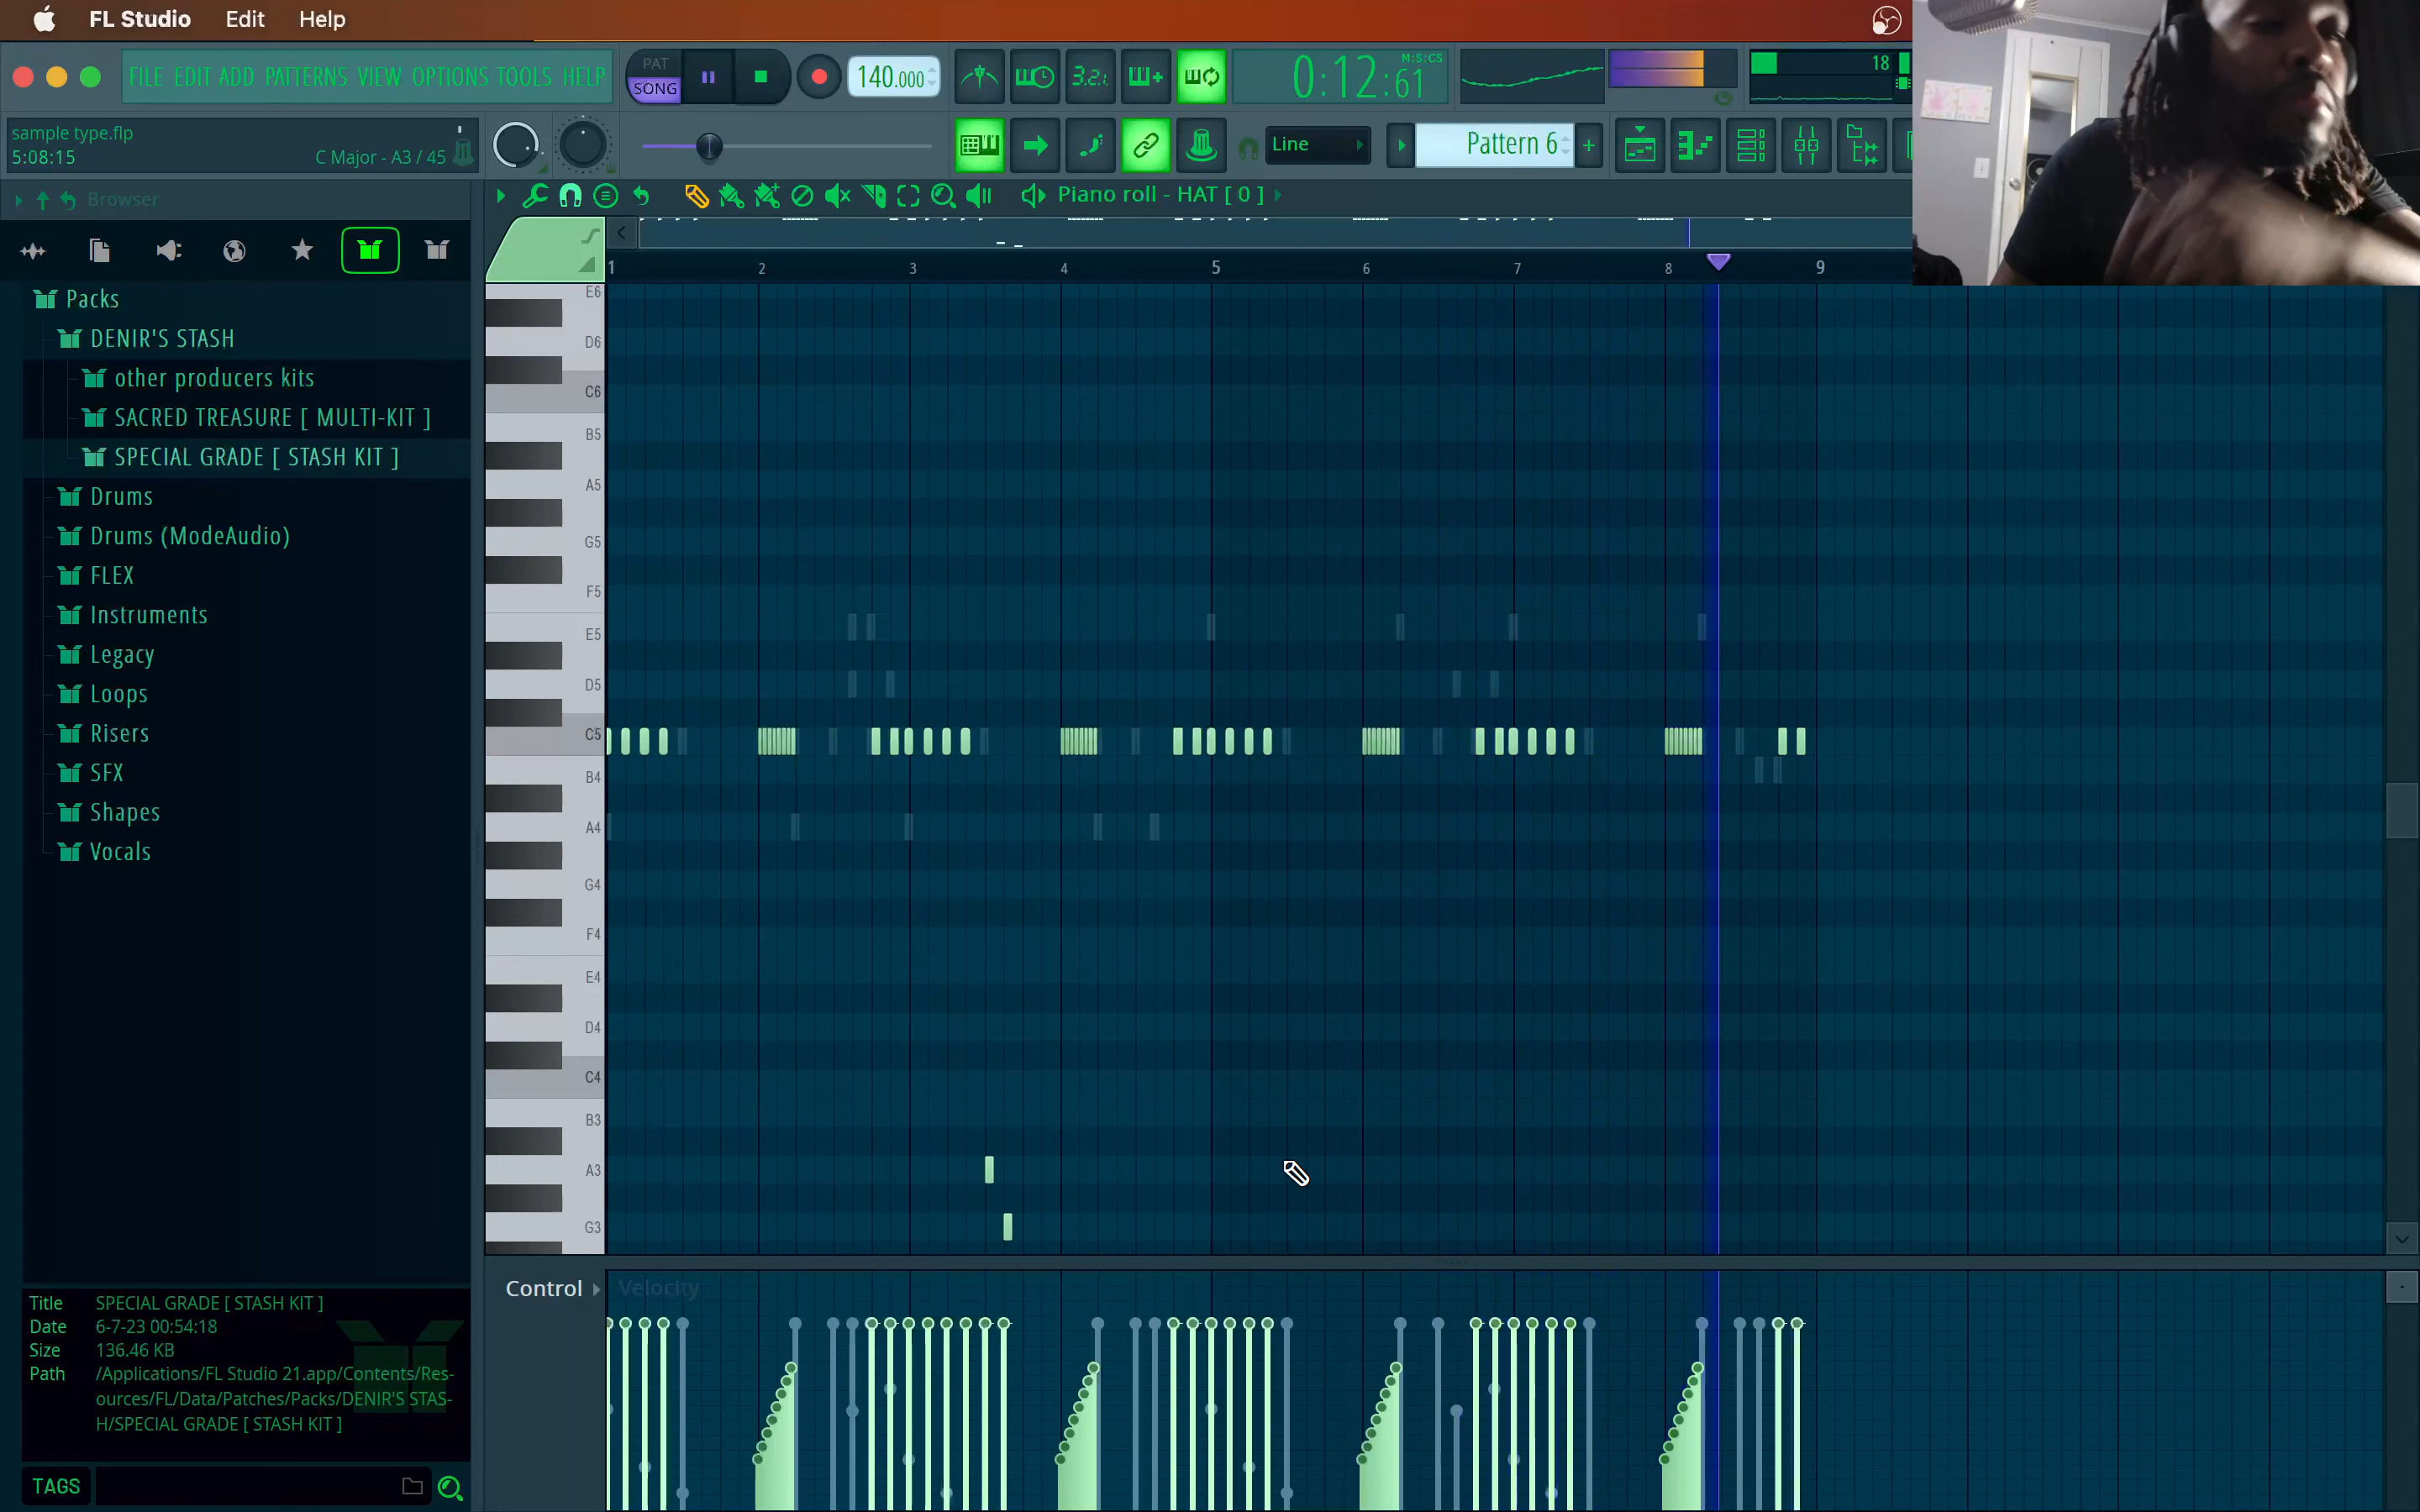 FL Studio Edit Help
FILE EDIT ADD PATTERNS VIEW OPTIONS TOOLS HELP
PAT
SONG
140.000
3.2.
M:S:CS
0:12:61
18
sample type.flp
5:08:15 C Major - A3 / 45
Line
Pattern 6
+
Browser
Piano roll - HAT [ 0 ]
1 2 3 4 5 6 7 8 9
Packs
DENIR'S STASH
other producers kits
SACRED TREASURE [ MULTI-KIT ]
SPECIAL GRADE [ STASH KIT ]
Drums
Drums (ModeAudio)
FLEX
Instruments
Legacy
Loops
Risers
SFX
Shapes
Vocals
E6
D6
C6
B5
A5
G5
F5
E5
D5
C5
B4
A4
G4
F4
E4
D4
C4
B3
A3
G3
Control Velocity
Title SPECIAL GRADE [ STASH KIT ]
Date 6-7-23 00:54:18
Size 136.46 KB
Path /Applications/FL Studio 21.app/Contents/Res-
ources/FL/Data/Patches/Packs/DENIR'S STAS-
H/SPECIAL GRADE [ STASH KIT ]
TAGS